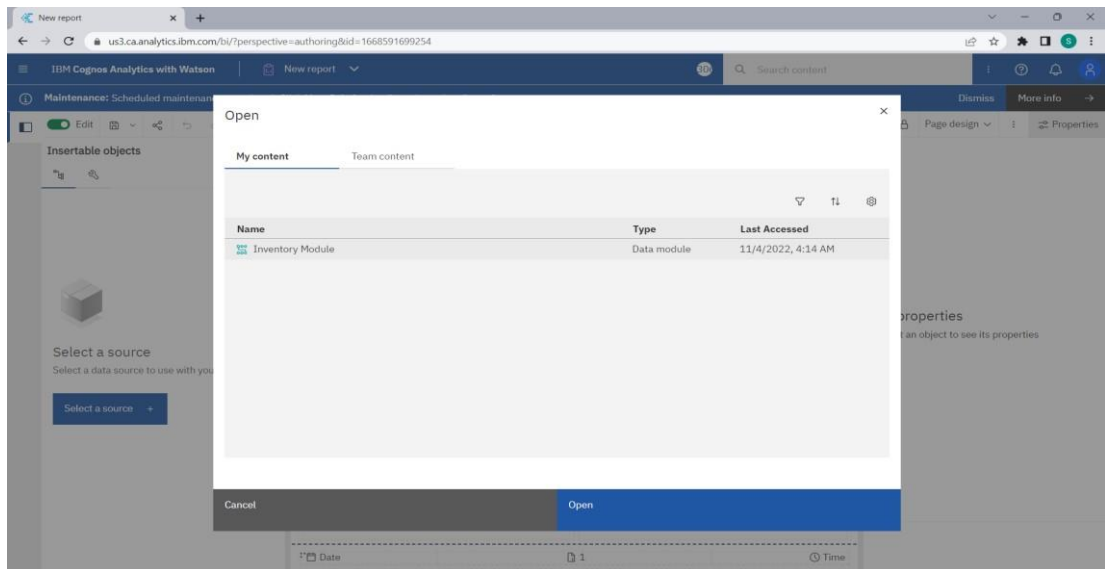 New report
us3.ca.analytics.ibm.com/bi/?perspective=authoring&id=1668591699254
S
IBM Cognos Analytics with Watson
New report
Search content
Maintenance: Scheduled maintenan
Dismiss
More info
Edit
Page design
Properties
Insertable objects
Open
My content
Team content
Name
Type
Last Accessed
Inventory Module
Data module
11/4/2022, 4:14 AM
properties
an object to see its properties
Select a source
Select a data source to use with you
Select a source +
Cancel
Open
Date
1
Time